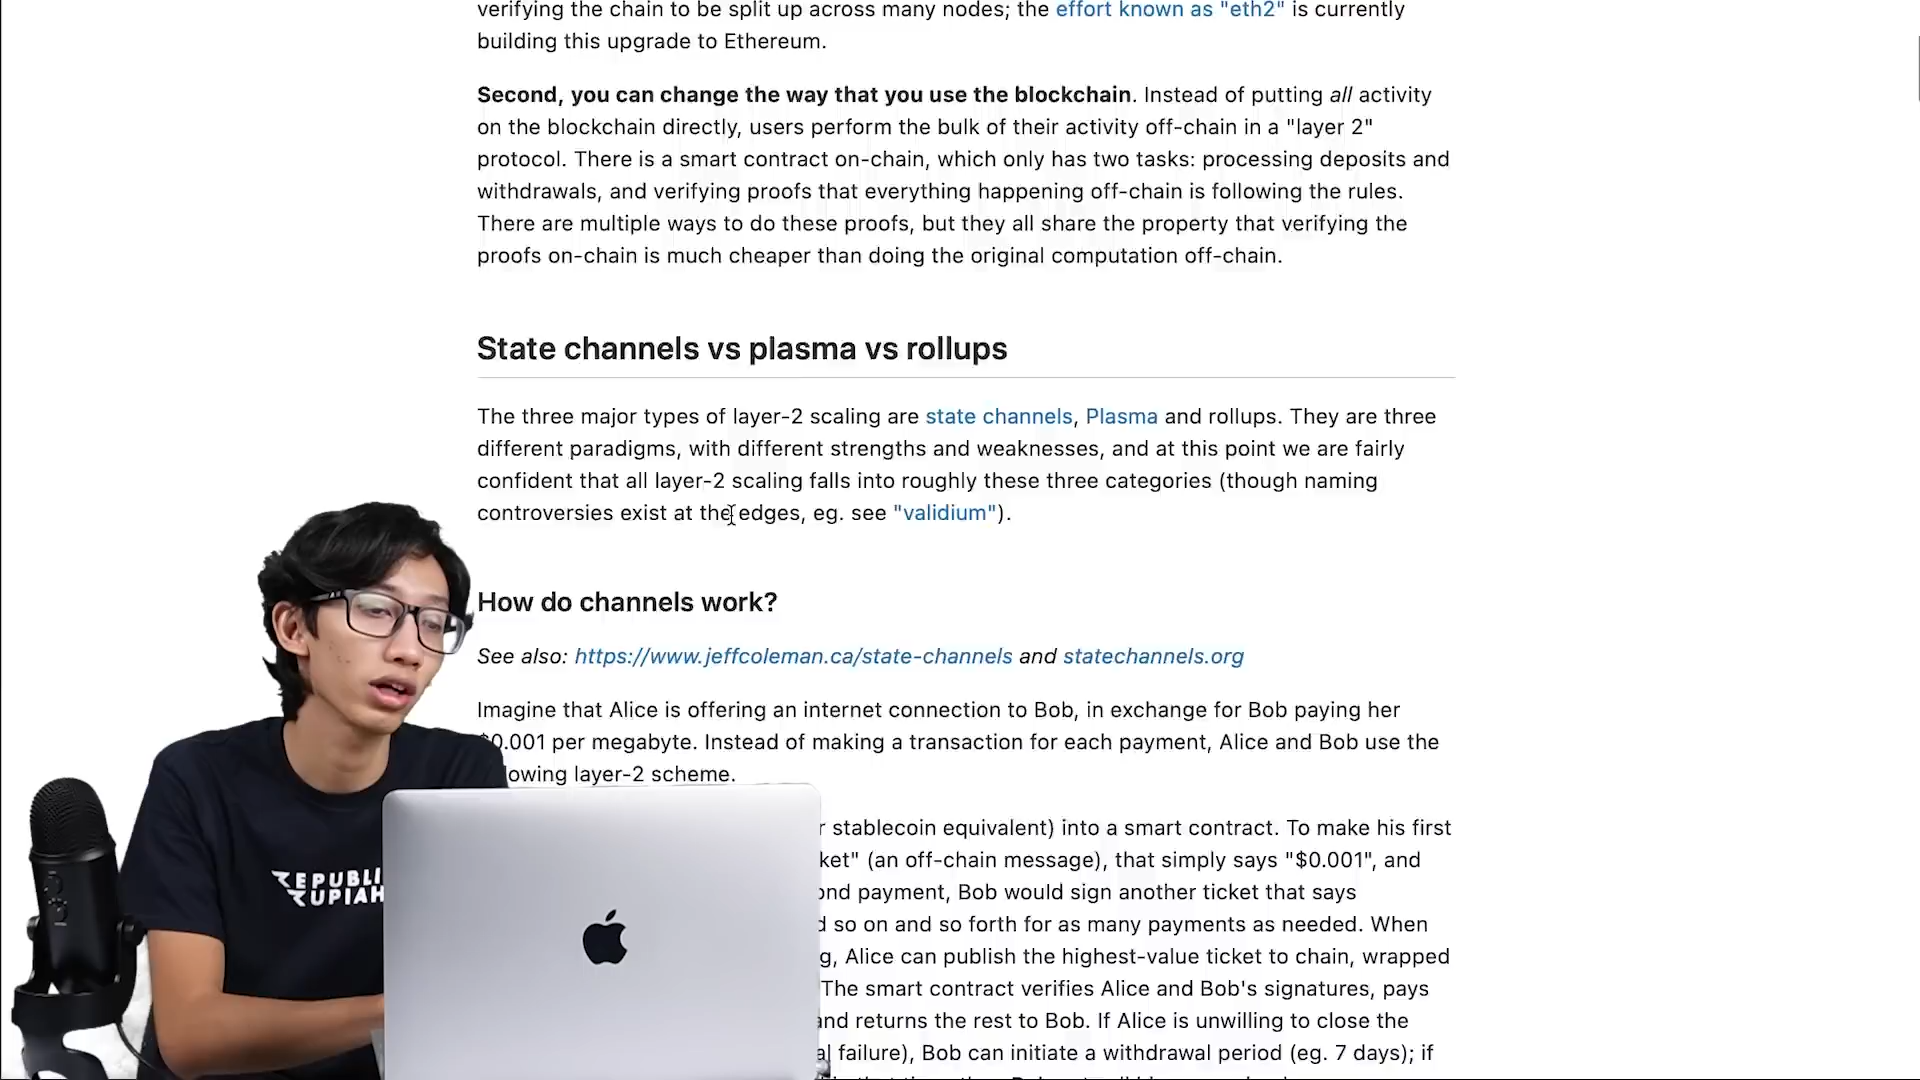 verifying the chain to be split up across many nodes; the effort known as "eth2" is currently
building this upgrade to Ethereum.
Second, you can change the way that you use the blockchain. Instead of putting all activity
on the blockchain directly, users perform the bulk of their activity off-chain in a "layer 2"
protocol. There is a smart contract on-chain, which only has two tasks: processing deposits and
withdrawals, and verifying proofs that everything happening off-chain is following the rules.
There are multiple ways to do these proofs, but they all share the property that verifying the
proofs on-chain is much cheaper than doing the original computation off-chain.
State channels vs plasma vs rollups
The three major types of layer-2 scaling are state channels, Plasma and rollups. They are three
different paradigms, with different strengths and weaknesses, and at this point we are fairly
confident that all layer-2 scaling falls into roughly these three categories (though naming
controversies exist at the edges, eg. see "validium").
How do channels work?
See also: https://www.jeffcoleman.ca/state-channels and statechannels.org
Imagine that Alice is offering an internet connection to Bob, in exchange for Bob paying her
$0.001 per megabyte. Instead of making a transaction for each payment, Alice and Bob use the
layer-2 scheme.
stablecoin equivalent) into a smart contract. To make his first
(an off-chain message), that simply says "$0.001", and
payment, Bob would sign another ticket that says
so on and so forth for as many payments as needed. When
Alice can publish the highest-value ticket to chain, wrapped
The smart contract verifies Alice and Bob's signatures, pays
and returns the rest to Bob. If Alice is unwilling to close the
failure), Bob can initiate a withdrawal period (eg. 7 days); if
REPUBLI
RUPIAH